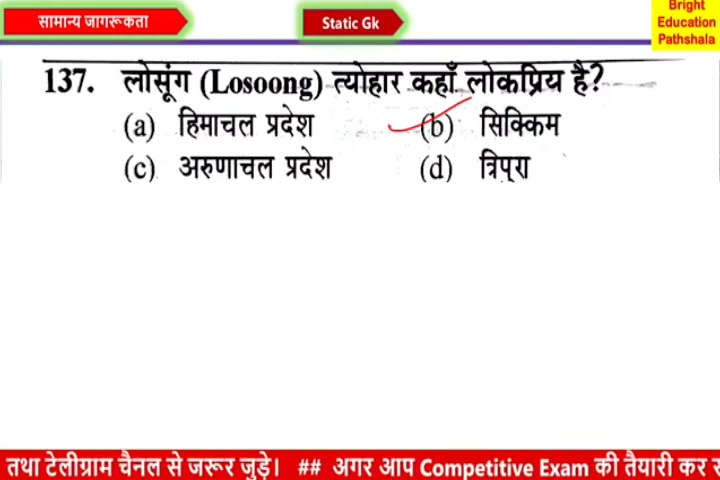 सामान्य जागरूकता
Static Gk
Bright
Education
Pathshala
137. लोसूंग (Losoong) त्योहार कहाँ लोकप्रिय है?
(a) हिमाचल प्रदेश (b) सिक्किम
(c) अरुणाचल प्रदेश (d) त्रिपुरा
तथा टेलीग्राम चैनल से जरूर जुड़े। ## अगर आप Competitive Exam की तैयारी कर